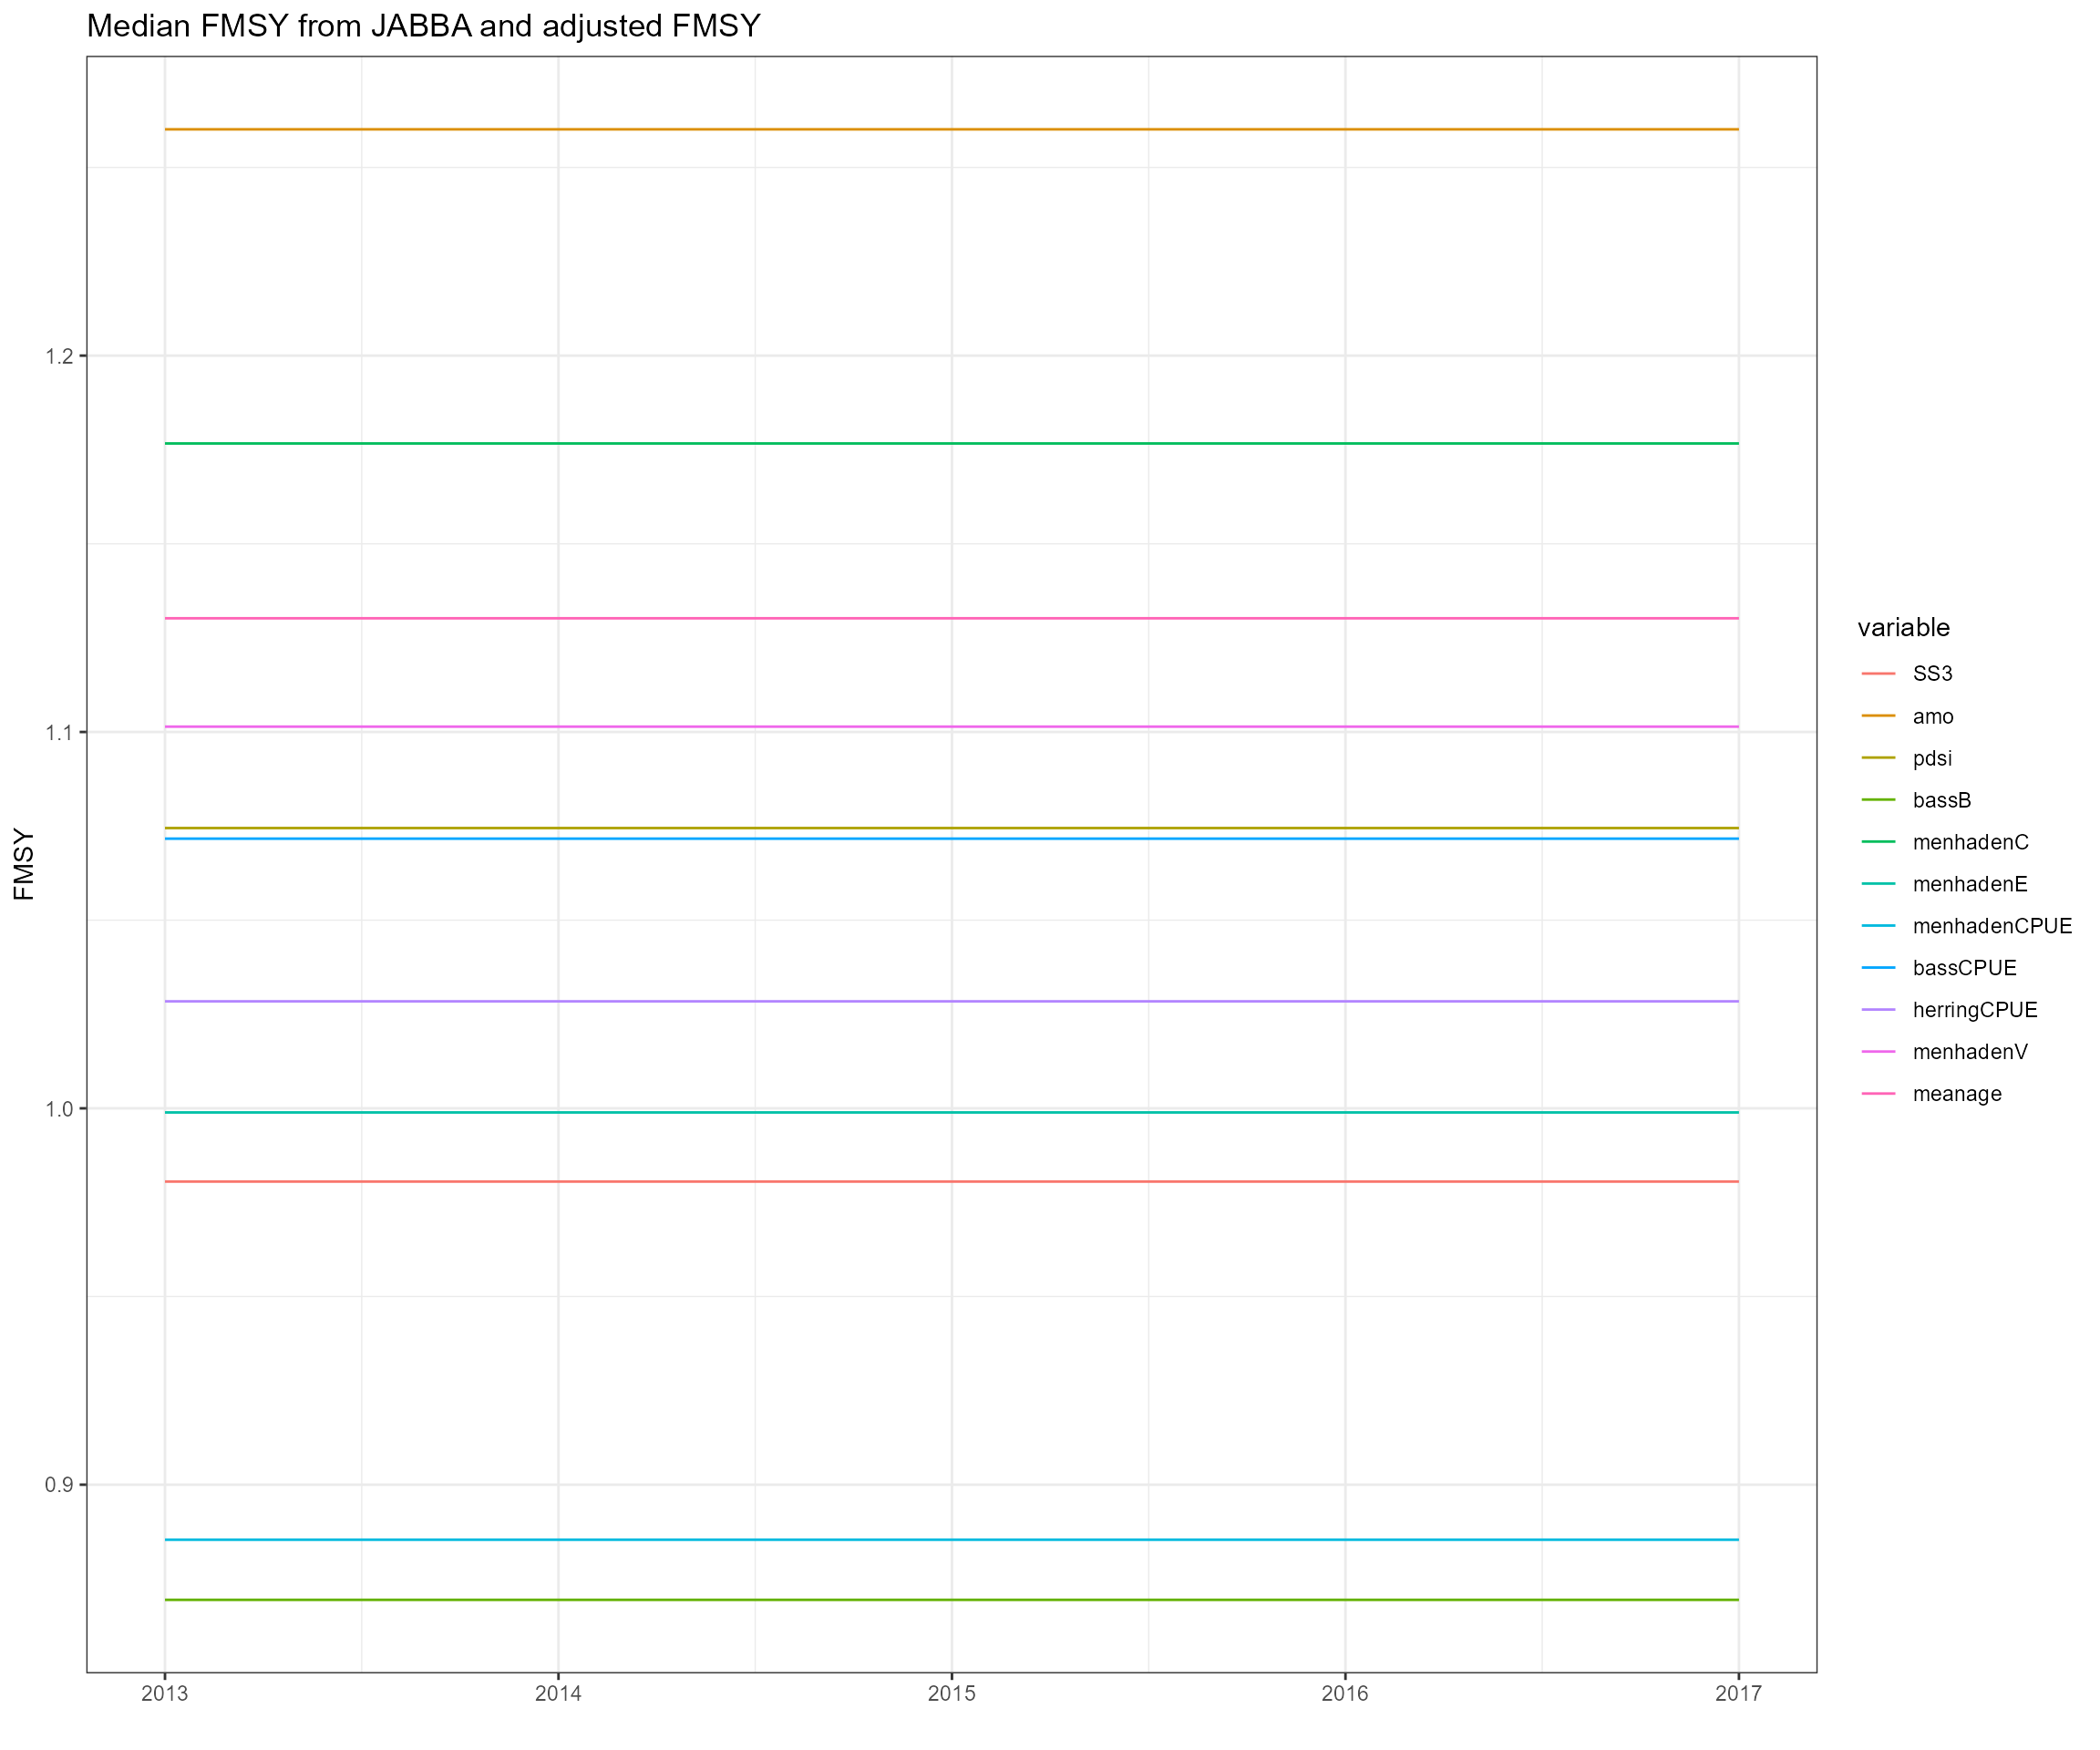 Median FMSY from JABBA and adjusted FMSY
FMSY
1.2
1.1
1.0
0.9
2013
2014
2015
2016
2017
variable
SS3
amo
pdsi
bassB
menhadenC
menhadenE
menhadenCPUE
bassCPUE
herringCPUE
menhadenV
meanage